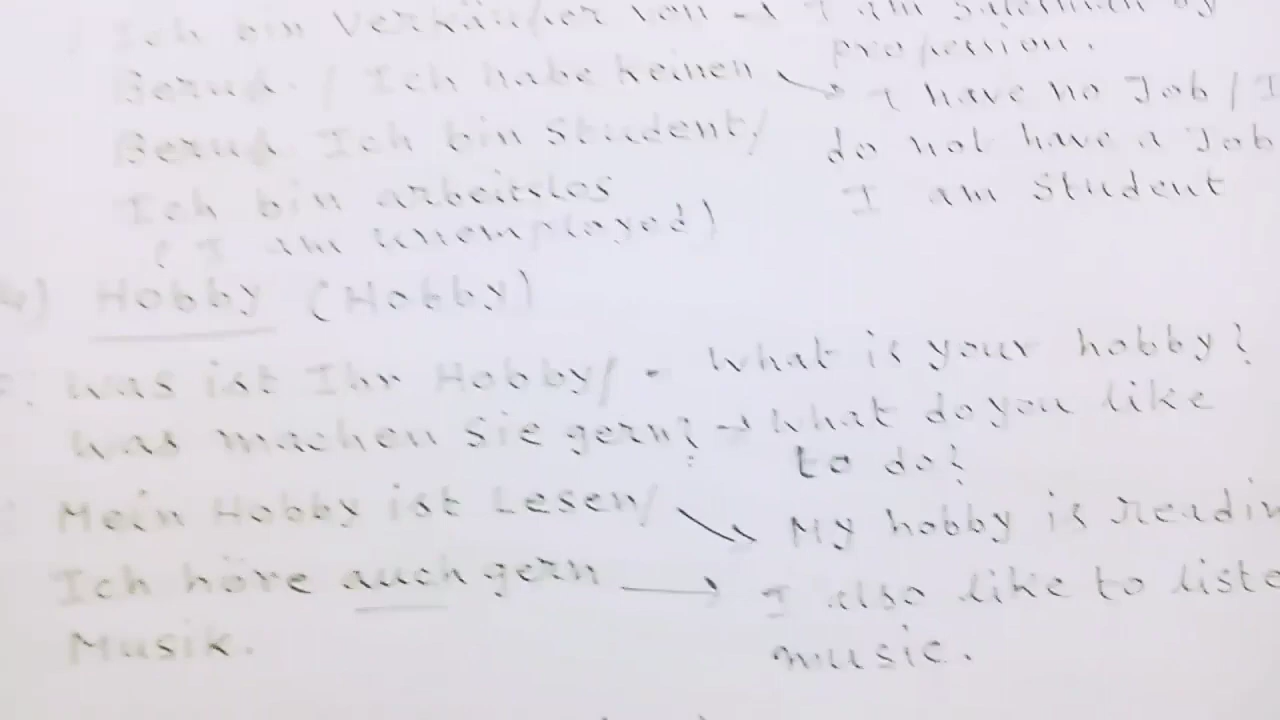 Ich bin Verkäufer von → I am salesman by
profession.
Beruf. / Ich habe keinen → I have no Job / I
Beruf Ich bin Student/ do not have a Job
Ich bin arbeitslos I am Student
(I am unemployed)
4) Hobby (Hobby)
Was ist Ihr Hobby/ - What is your hobby?
Was machen Sie gern? → What do you like
to do?
Mein Hobby ist Lesen/ → My hobby is readin
Ich höre auch gern → I also like to liste
Musik. music.